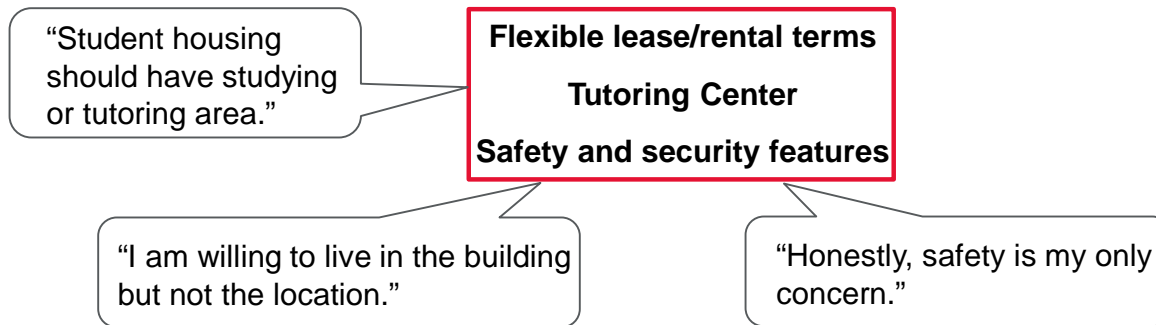 “Student housing
should have studying
or tutoring area.”
Flexible lease/rental terms
Tutoring Center
Safety and security features
“I am willing to live in the building
but not the location.”
“Honestly, safety is my only
concern.”